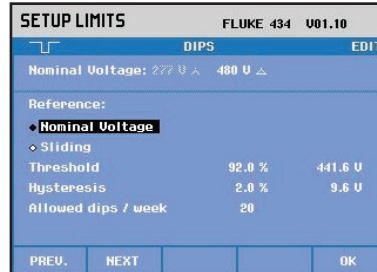 SETUP LIMITS FLUKE 434 V01.10
DIPS EDI
Nominal Voltage: 277 V 480 V
Reference:
Nominal Voltage
Sliding
Threshold 92.0 % 441.6 V
Hysteresis 2.0 % 9.6 V
Allowed dips / week 20
PREV. NEXT OK